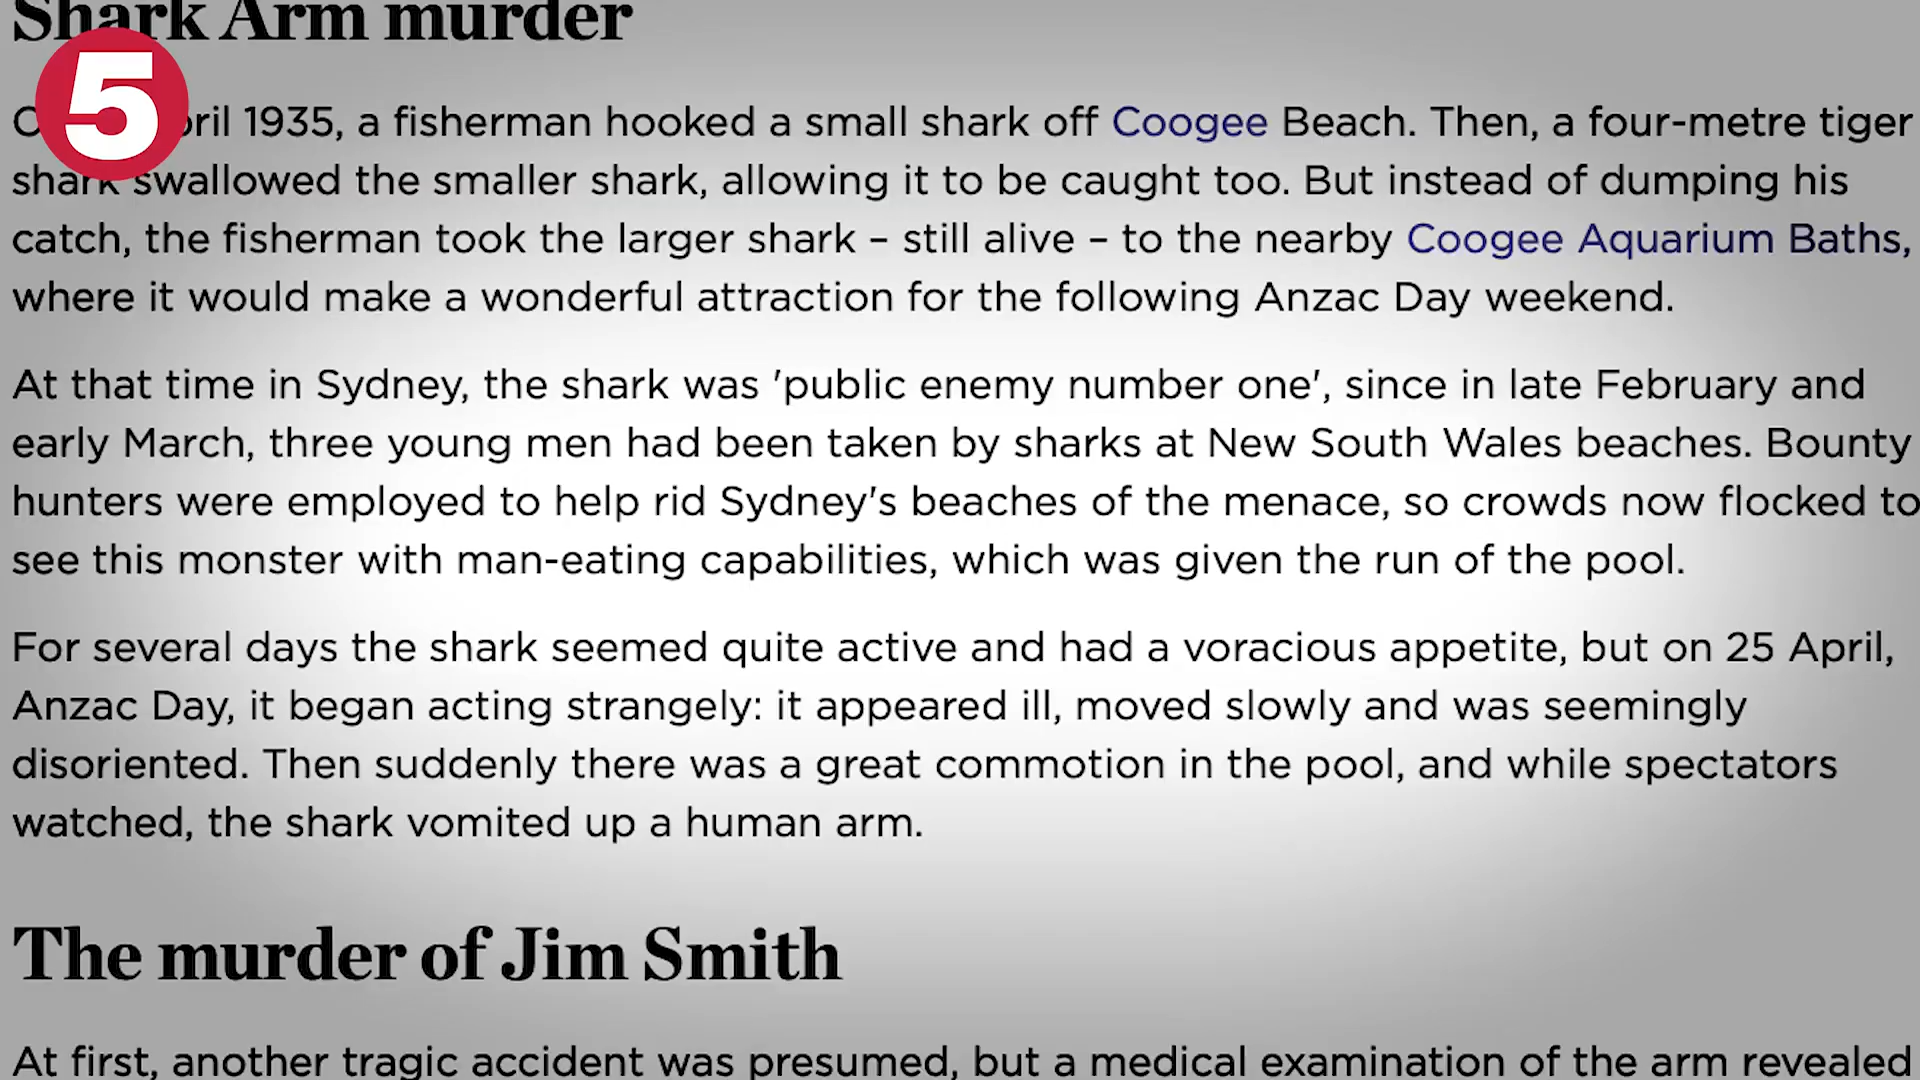 Shark Arm murder
5
April 1935, a fisherman hooked a small shark off Coogee Beach. Then, a four-metre tiger
shark swallowed the smaller shark, allowing it to be caught too. But instead of dumping his
catch, the fisherman took the larger shark – still alive – to the nearby Coogee Aquarium Baths,
where it would make a wonderful attraction for the following Anzac Day weekend.
At that time in Sydney, the shark was 'public enemy number one', since in late February and
early March, three young men had been taken by sharks at New South Wales beaches. Bounty
hunters were employed to help rid Sydney's beaches of the menace, so crowds now flocked to
see this monster with man-eating capabilities, which was given the run of the pool.
For several days the shark seemed quite active and had a voracious appetite, but on 25 April,
Anzac Day, it began acting strangely: it appeared ill, moved slowly and was seemingly
disoriented. Then suddenly there was a great commotion in the pool, and while spectators
watched, the shark vomited up a human arm.
The murder of Jim Smith
At first, another tragic accident was presumed, but a medical examination of the arm revealed